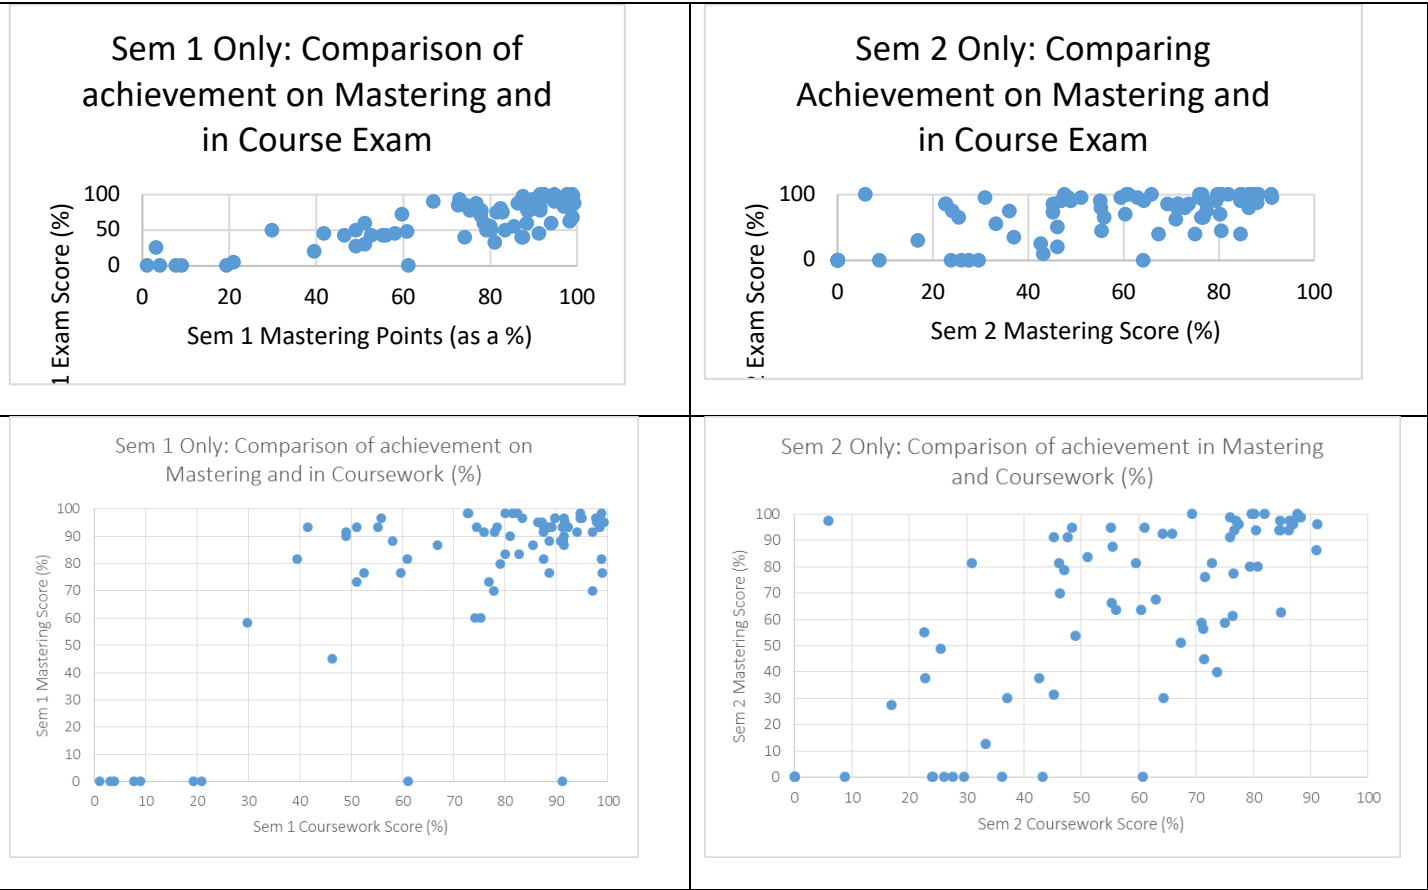 Sem 1 Only: Comparison of
achievement on Mastering and
in Course Exam
100
50
0
0 20 40 60 80 100
1 Exam Score (%)
Sem 1 Mastering Points (as a %)
Sem 2 Only: Comparing
Achievement on Mastering and
in Course Exam
100
0
0 20 40 60 80 100
Exam Score (%)
Sem 2 Mastering Score (%)
Sem 1 Only: Comparison of achievement on
Mastering and in Coursework (%)
100
90
80
70
60
50
40
30
20
10
0
0 10 20 30 40 50 60 70 80 90 100
Sem 1 Mastering Score (%)
Sem 1 Coursework Score (%)
Sem 2 Only: Comparison of achievement in Mastering
and Coursework (%)
100
90
80
70
60
50
40
30
20
10
0
0 10 20 30 40 50 60 70 80 90 100
Sem 2 Mastering Score (%)
Sem 2 Coursework Score (%)